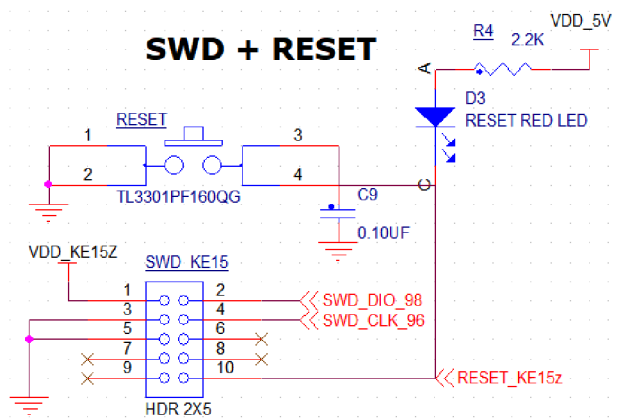 VDD_5V
R4 2.2K
SWD + RESET
A
D3
RESET RED LED
RESET
1 3
2 4
TL3301PF160QG
C
C9
0.10UF
VDD_KE15Z
SWD_KE15
1 2 SWD_DIO_98
3 4 SWD_CLK_96
5 6
7 8
9 10 RESET_KE15z
HDR 2X5